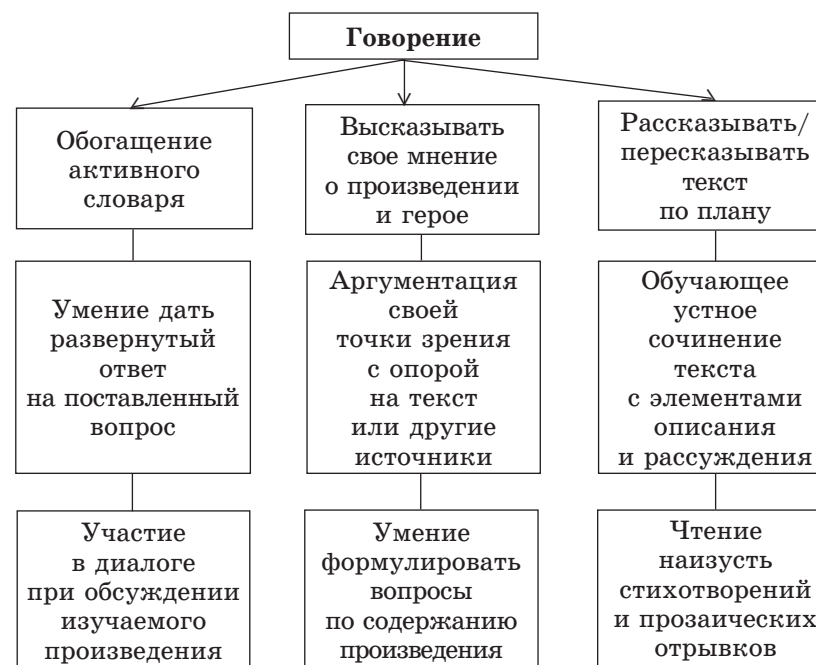 Говорение
Обогащение
активного
словаря
Высказывать
свое мнение
о произведении
и герое
Рассказывать/
пересказывать
текст
по плану
Умение дать
развернутый
ответ
на поставленный
вопрос
Аргументация
своей
точки зрения
с опорой
на текст
или другие
источники
Обучающее
устное
сочинение
текста
с элементами
описания
и рассуждения
Участие
в диалоге
при обсуждении
изучаемого
произведения
Умение
формулировать
вопросы
по содержанию
произведения
Чтение
наизусть
стихотворений
и прозаических
отрывков